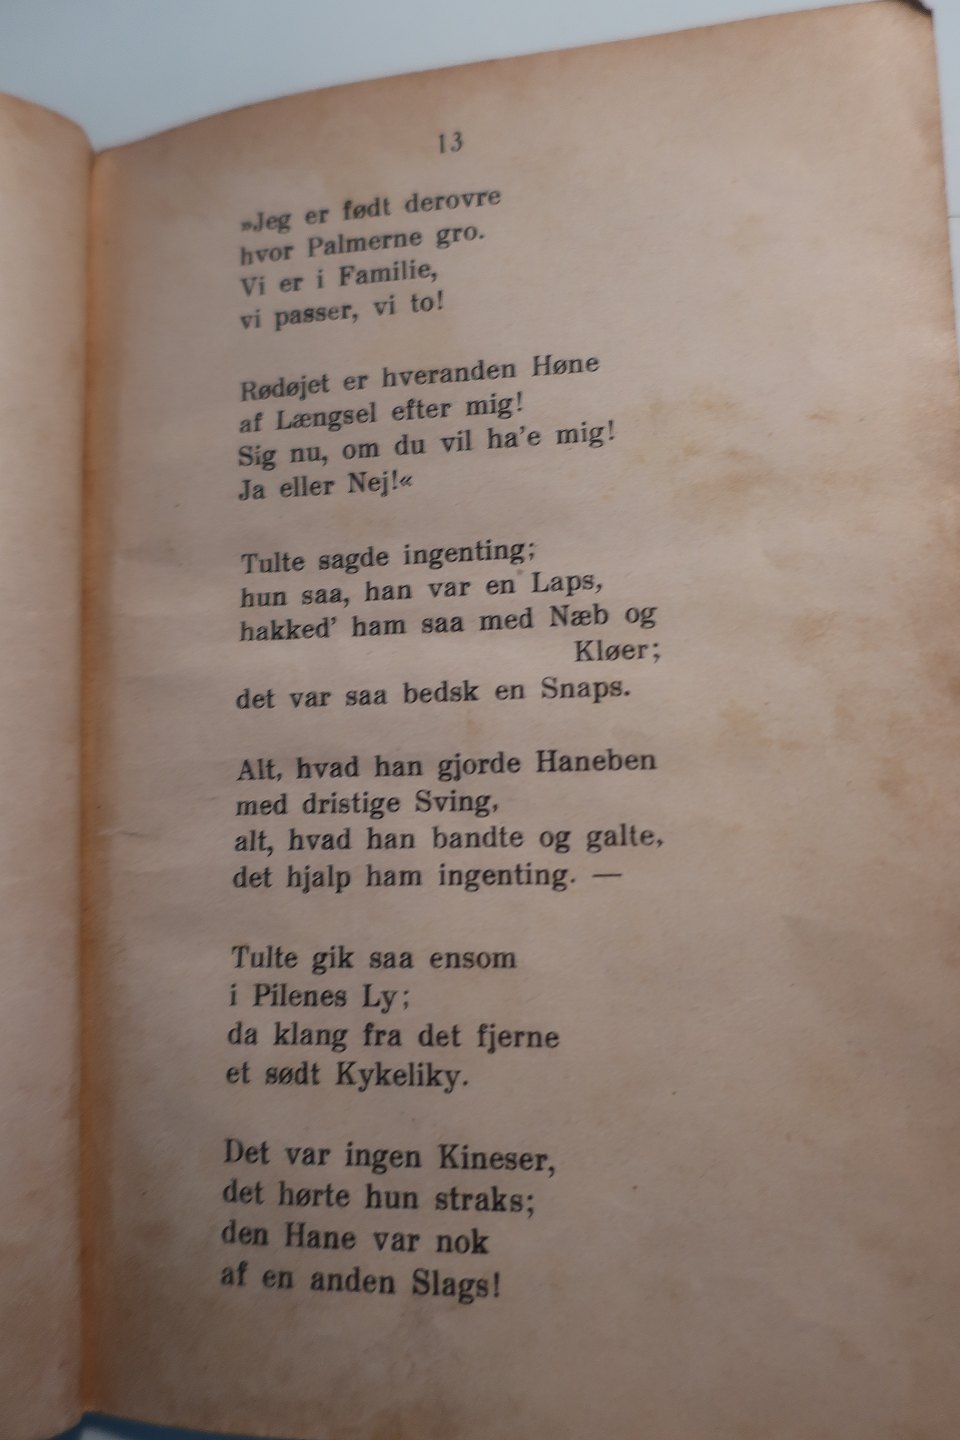 13
»Jeg er født derovre
hvor Palmerne gro.
Vi er i Familie,
vi passer, vi to!
Rødøjet er hveranden Høne
af Længsel efter mig!
Sig nu, om du vil ha'e mig!
Ja eller Nej!«
Tulte sagde ingenting;
hun saa, han var en Laps,
hakked' ham saa med Næb og
Kløer;
det var saa bedsk en Snaps.
Alt, hvad han gjorde Haneben
med dristige Sving,
alt, hvad han bandte og galte,
det hjalp ham ingenting. —
Tulte gik saa ensom
i Pilenes Ly;
da klang fra det fjerne
et sødt Kykeliky.
Det var ingen Kineser,
det hørte hun straks;
den Hane var nok
af en anden Slags!